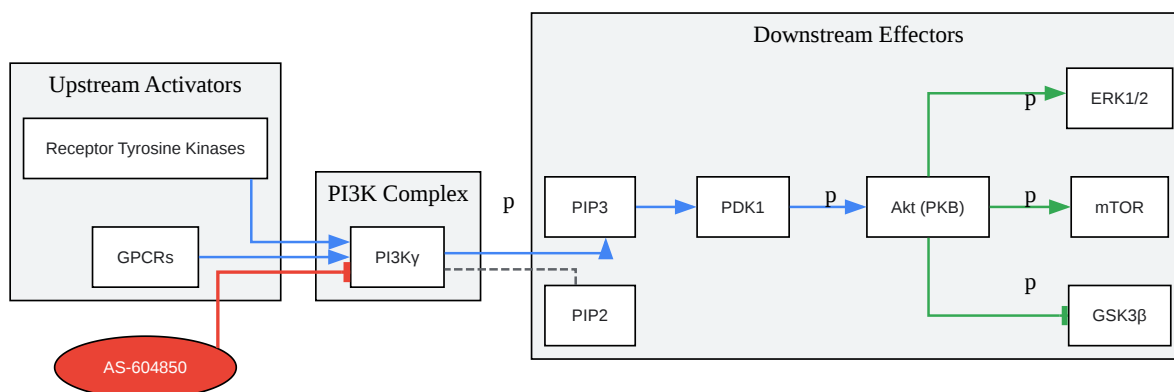 Downstream Effectors
Upstream Activators
ERK1/2
p
Receptor Tyrosine Kinases
PI3K Complex
p
PIP3
PDK1
p
Akt (PKB)
p
mTOR
GPCRs
PI3Kγ
p
PIP2
GSK3β
AS-604850